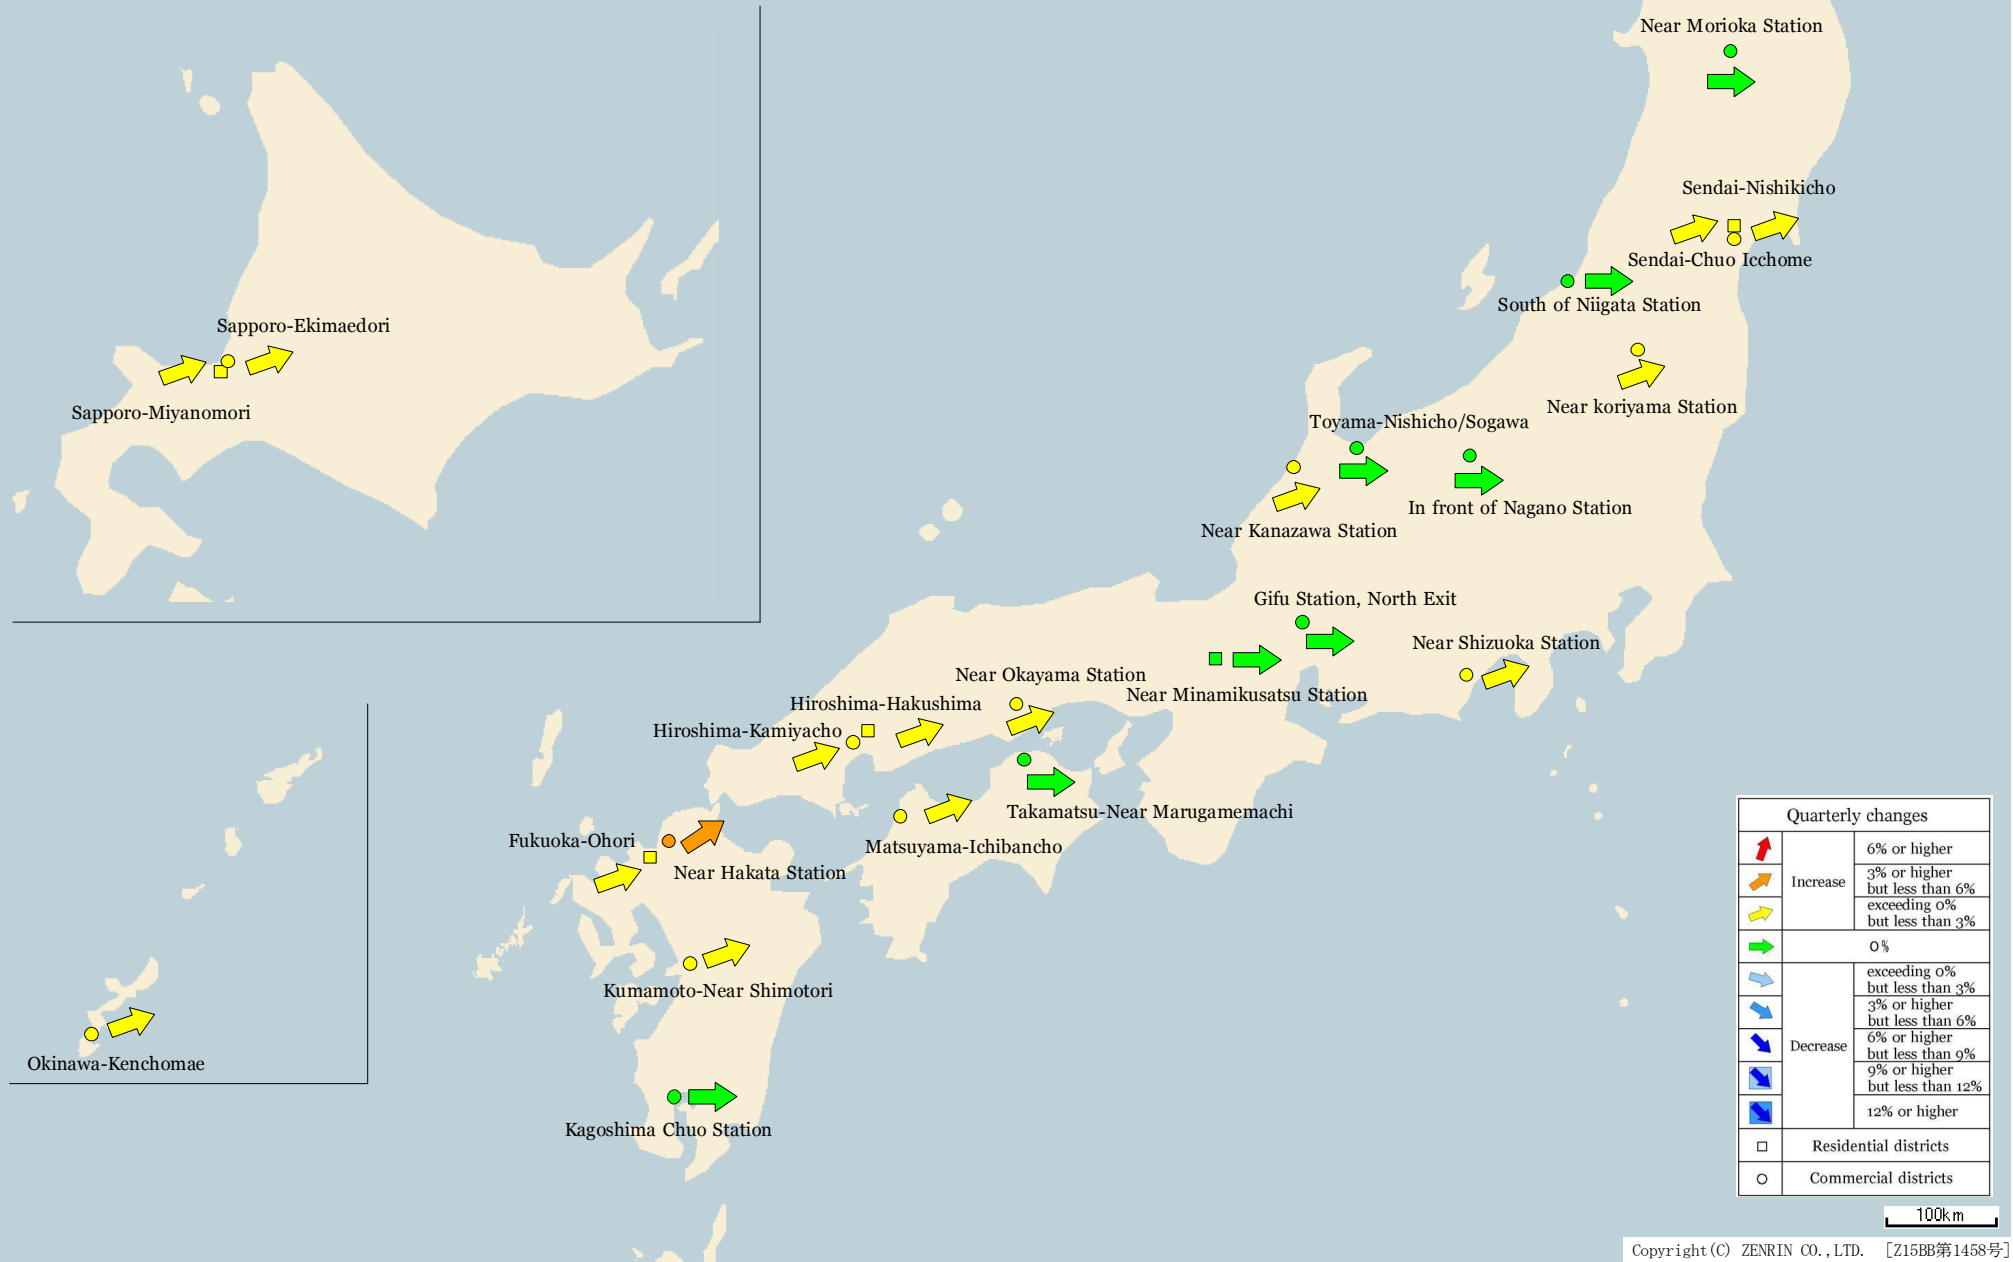 Near Morioka Station
Sendai-Nishikicho
Sendai-Chuo Icchome
South of Niigata Station
Sapporo-Ekimaedori
Sapporo-Miyanomori
Near koriyama Station
Toyama-Nishicho/Sogawa
In front of Nagano Station
Near Kanazawa Station
Gifu Station, North Exit
Near Shizuoka Station
Near Okayama Station
Near Minamikusatsu Station
Hiroshima-Hakushima
Hiroshima-Kamiyacho
Takamatsu-Near Marugamemachi
Fukuoka-Ohori
Matsuyama-Ichibancho
Near Hakata Station
Kumamoto-Near Shimotori
Okinawa-Kenchomae
Kagoshima Chuo Station
Quarterly changes
Increase
6% or higher
3% or higher
but less than 6%
exceeding 0%
but less than 3%
0%
Decrease
exceeding 0%
but less than 3%
3% or higher
but less than 6%
6% or higher
but less than 9%
9% or higher
but less than 12%
12% or higher
Residential districts
Commercial districts
100km
Copyright(C) ZENRIN CO.,LTD. [Z15BB第1458号]